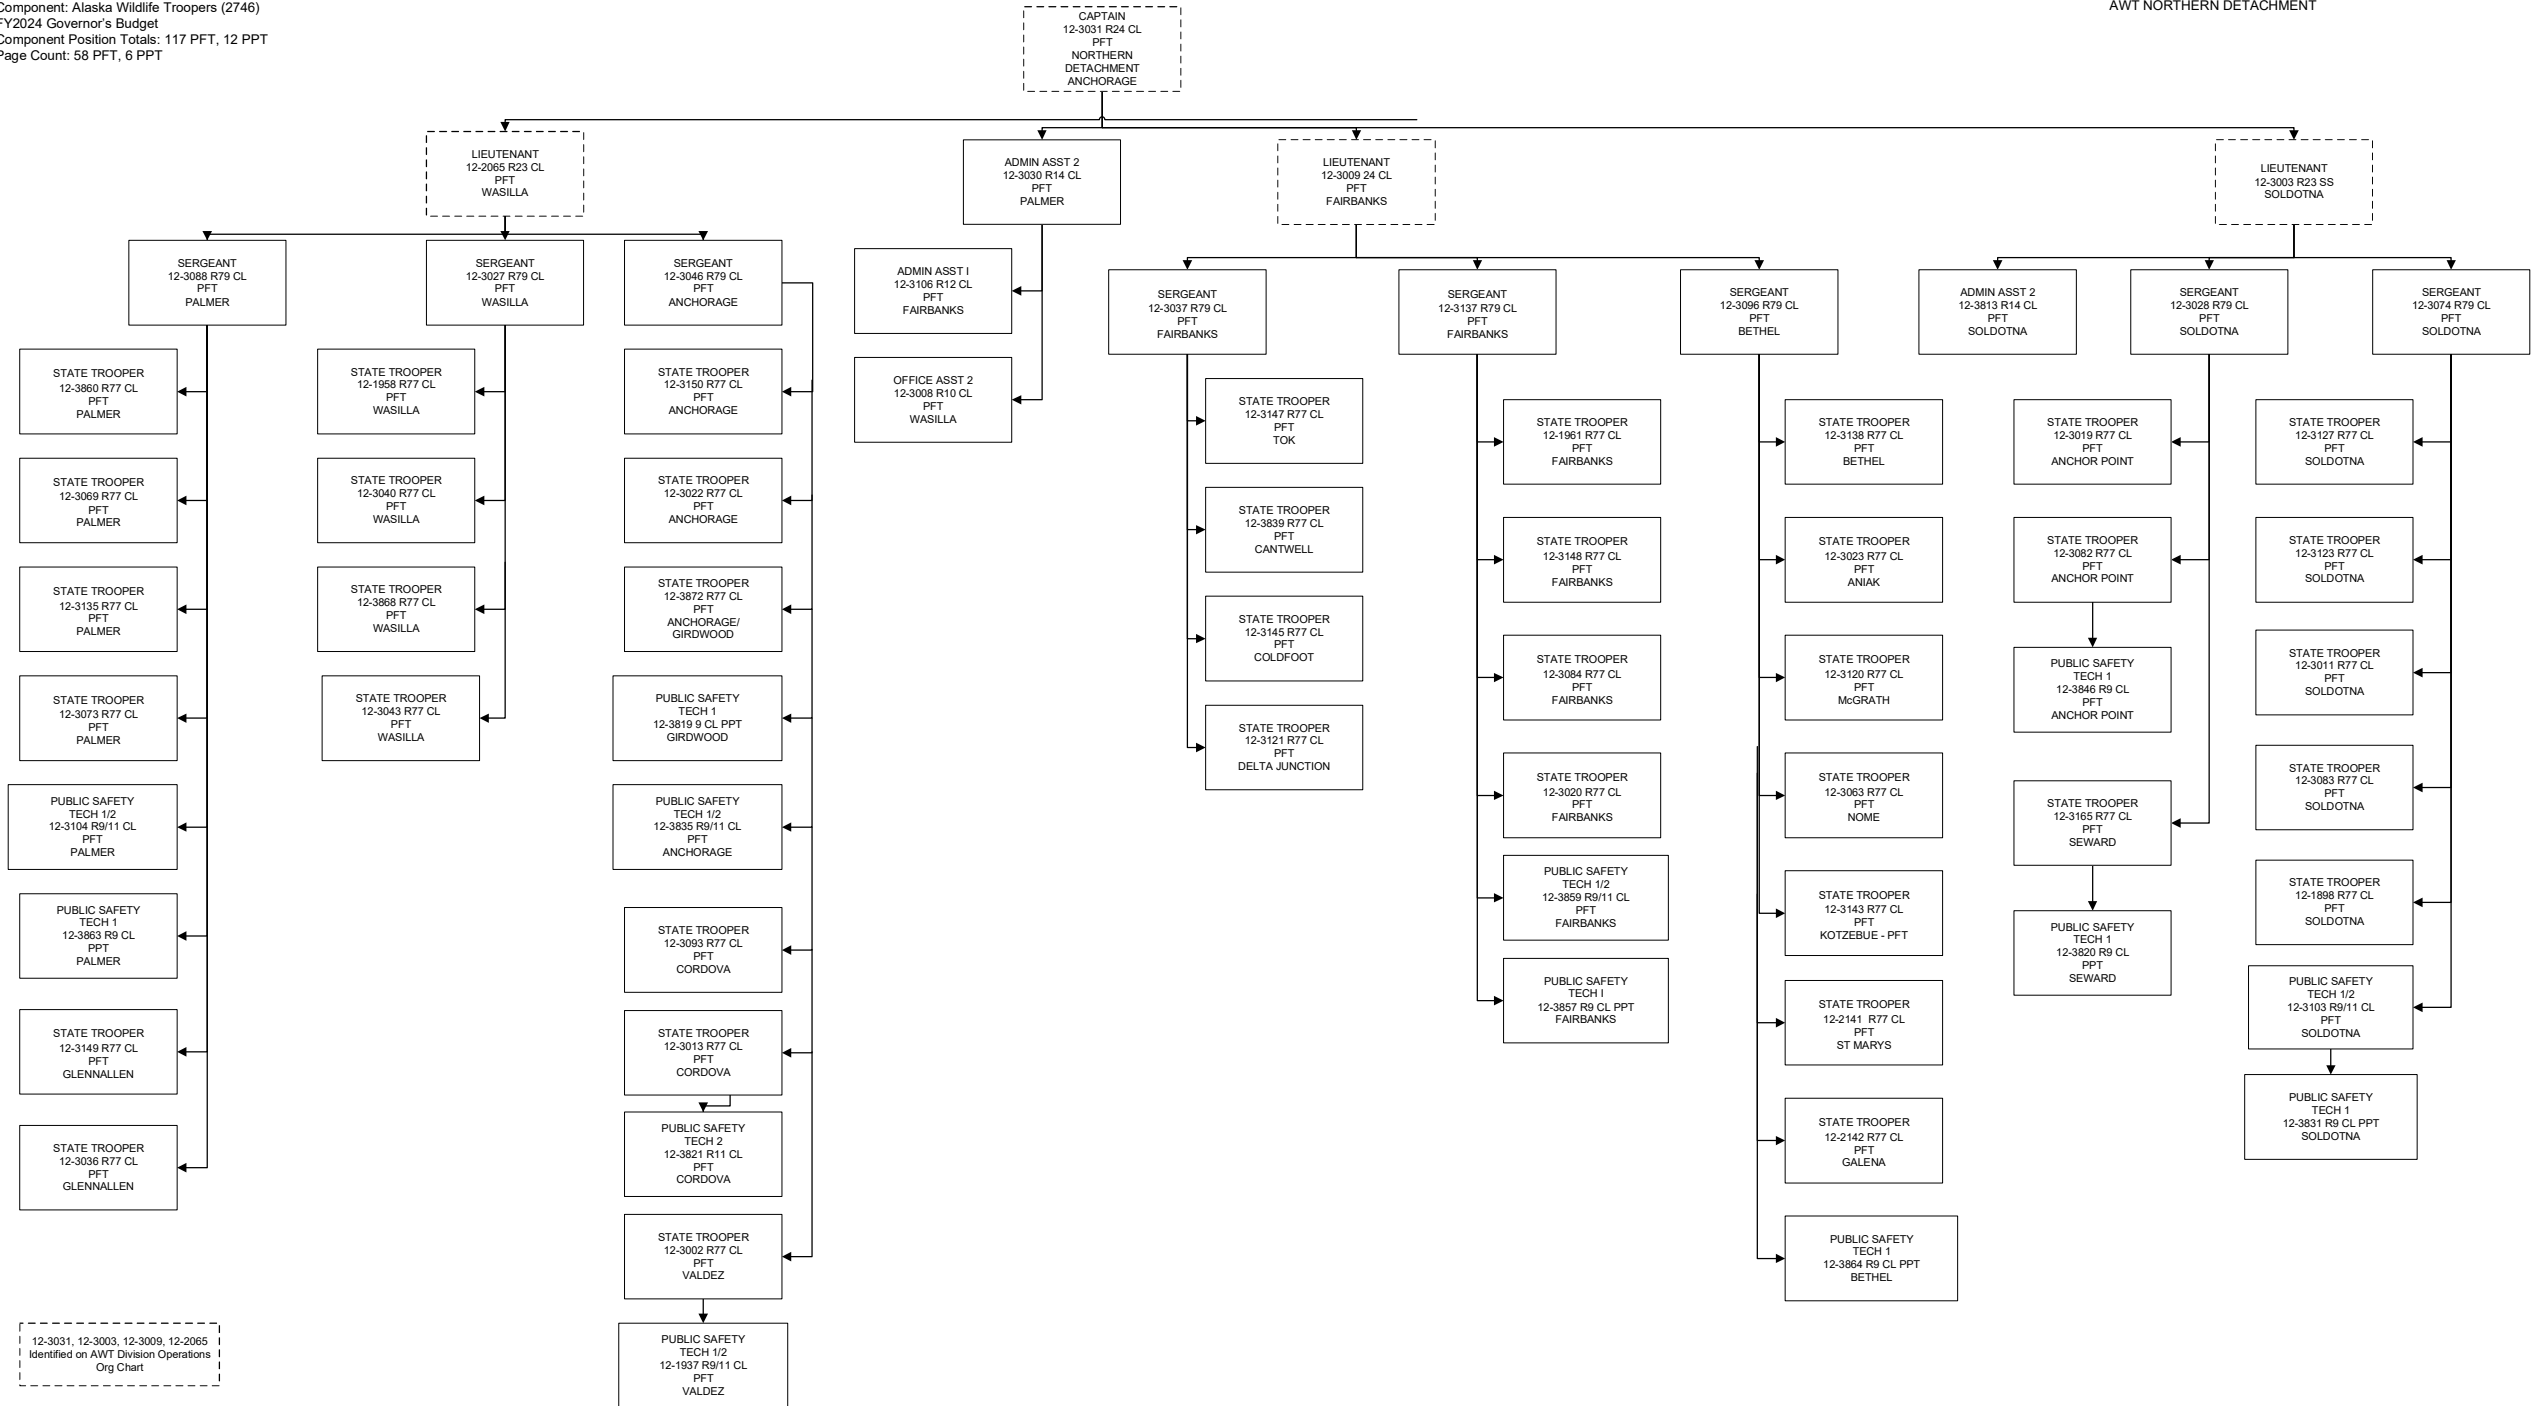 Component: Alaska Wildlife Troopers (2746)
FY2024 Governor's Budget
Component Position Totals: 117 PFT, 12 PPT
Page Count: 58 PFT, 6 PPT
AWT NORTHERN DETACHMENT
CAPTAIN
12-3031 R24 CL
PFT
NORTHERN
DETACHMENT
ANCHORAGE
LIEUTENANT
12-2065 R23 CL
PFT
WASILLA
ADMIN ASST 2
12-3030 R14 CL
PFT
PALMER
LIEUTENANT
12-3009 24 CL
PFT
FAIRBANKS
LIEUTENANT
12-3003 R23 SS
SOLDOTNA
SERGEANT
12-3088 R79 CL
PFT
PALMER
SERGEANT
12-3027 R79 CL
PFT
WASILLA
SERGEANT
12-3046 R79 CL
PFT
ANCHORAGE
ADMIN ASST I
12-3106 R12 CL
PFT
FAIRBANKS
OFFICE ASST 2
12-3008 R10 CL
PFT
WASILLA
SERGEANT
12-3037 R79 CL
PFT
FAIRBANKS
SERGEANT
12-3137 R79 CL
PFT
FAIRBANKS
SERGEANT
12-3096 R79 CL
PFT
BETHEL
ADMIN ASST 2
12-3813 R14 CL
PFT
SOLDOTNA
SERGEANT
12-3028 R79 CL
PFT
SOLDOTNA
SERGEANT
12-3074 R79 CL
PFT
SOLDOTNA
STATE TROOPER
12-3860 R77 CL
PFT
PALMER
STATE TROOPER
12-3069 R77 CL
PFT
PALMER
STATE TROOPER
12-3135 R77 CL
PFT
PALMER
STATE TROOPER
12-3073 R77 CL
PFT
PALMER
PUBLIC SAFETY
TECH 1/2
12-3104 R9/11 CL
PFT
PALMER
PUBLIC SAFETY
TECH 1
12-3863 R9 CL
PPT
PALMER
STATE TROOPER
12-3149 R77 CL
PFT
GLENNALLEN
STATE TROOPER
12-3036 R77 CL
PFT
GLENNALLEN
STATE TROOPER
12-1958 R77 CL
PFT
WASILLA
STATE TROOPER
12-3040 R77 CL
PFT
WASILLA
STATE TROOPER
12-3868 R77 CL
PFT
WASILLA
STATE TROOPER
12-3043 R77 CL
PFT
WASILLA
STATE TROOPER
12-3150 R77 CL
PFT
ANCHORAGE
STATE TROOPER
12-3022 R77 CL
PFT
ANCHORAGE
STATE TROOPER
12-3872 R77 CL
PFT
ANCHORAGE/
GIRDWOOD
PUBLIC SAFETY
TECH 1
12-3819 9 CL PPT
GIRDWOOD
PUBLIC SAFETY
TECH 1/2
12-3835 R9/11 CL
PFT
ANCHORAGE
STATE TROOPER
12-3093 R77 CL
PFT
CORDOVA
STATE TROOPER
12-3013 R77 CL
PFT
CORDOVA
PUBLIC SAFETY
TECH 2
12-3821 R11 CL
PFT
CORDOVA
STATE TROOPER
12-3002 R77 CL
PFT
VALDEZ
PUBLIC SAFETY
TECH 1/2
12-1937 R9/11 CL
PFT
VALDEZ
STATE TROOPER
12-3147 R77 CL
PFT
TOK
STATE TROOPER
12-3839 R77 CL
PFT
CANTWELL
STATE TROOPER
12-3145 R77 CL
PFT
COLDFOOT
STATE TROOPER
12-3121 R77 CL
PFT
DELTA JUNCTION
STATE TROOPER
12-1961 R77 CL
PFT
FAIRBANKS
STATE TROOPER
12-3148 R77 CL
PFT
FAIRBANKS
STATE TROOPER
12-3084 R77 CL
PFT
FAIRBANKS
STATE TROOPER
12-3020 R77 CL
PFT
FAIRBANKS
PUBLIC SAFETY
TECH 1/2
12-3859 R9/11 CL
PFT
FAIRBANKS
PUBLIC SAFETY
TECH I
12-3857 R9 CL PPT
FAIRBANKS
STATE TROOPER
12-3138 R77 CL
PFT
BETHEL
STATE TROOPER
12-3023 R77 CL
PFT
ANIAK
STATE TROOPER
12-3120 R77 CL
PFT
McGRATH
STATE TROOPER
12-3063 R77 CL
PFT
NOME
STATE TROOPER
12-3143 R77 CL
PFT
KOTZEBUE - PFT
STATE TROOPER
12-2141 R77 CL
PFT
ST MARYS
STATE TROOPER
12-2142 R77 CL
PFT
GALENA
PUBLIC SAFETY
TECH 1
12-3864 R9 CL PPT
BETHEL
STATE TROOPER
12-3019 R77 CL
PFT
ANCHOR POINT
STATE TROOPER
12-3082 R77 CL
PFT
ANCHOR POINT
PUBLIC SAFETY
TECH 1
12-3846 R9 CL
PFT
ANCHOR POINT
STATE TROOPER
12-3165 R77 CL
PFT
SEWARD
PUBLIC SAFETY
TECH 1
12-3820 R9 CL
PPT
SEWARD
STATE TROOPER
12-3127 R77 CL
PFT
SOLDOTNA
STATE TROOPER
12-3123 R77 CL
PFT
SOLDOTNA
STATE TROOPER
12-3011 R77 CL
PFT
SOLDOTNA
STATE TROOPER
12-3083 R77 CL
PFT
SOLDOTNA
STATE TROOPER
12-1898 R77 CL
PFT
SOLDOTNA
PUBLIC SAFETY
TECH 1/2
12-3103 R9/11 CL
PFT
SOLDOTNA
PUBLIC SAFETY
TECH 1
12-3831 R9 CL PPT
SOLDOTNA
12-3031, 12-3003, 12-3009, 12-2065
Identified on AWT Division Operations
Org Chart